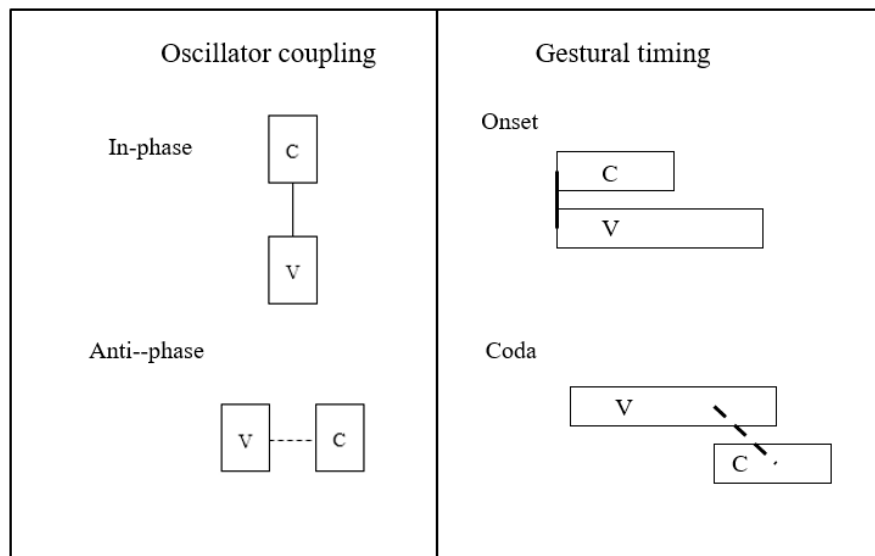 Oscillator coupling
In-phase
C
V
Anti--phase
V
C
Gestural timing
Onset
C
V
Coda
V
C